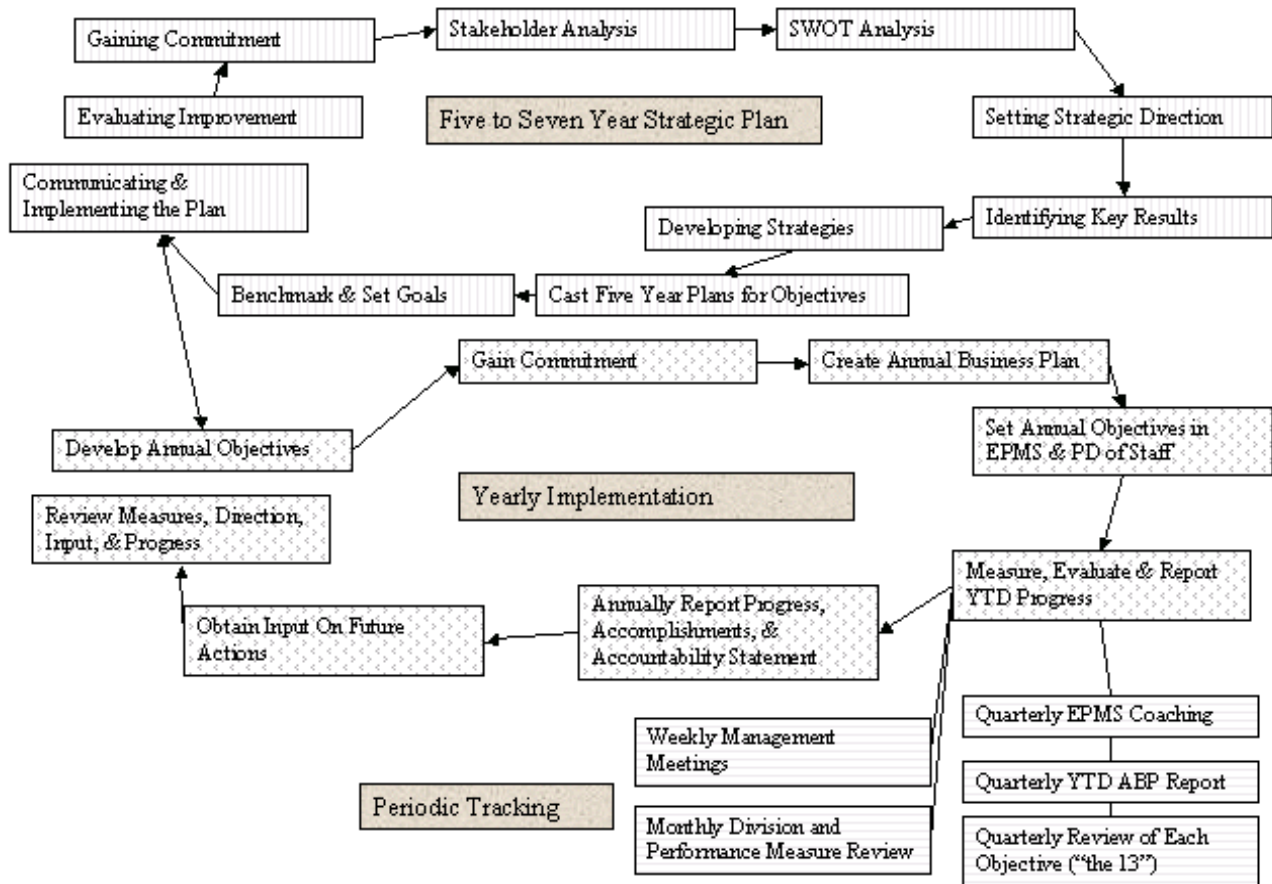 Gaining Commitment
Stakeholder Analysis
SWOT Analysis
Evaluating Improvement
Five to Seven Year Strategic Plan
Setting Strategic Direction
Communicating &
Implementing the Plan
Identifying Key Results
Developing Strategies
Benchmark & Set Goals
Cast Five Year Plans for Objectives
Gain Commitment
Create Annual Business Plan
Develop Annual Objectives
Set Annual Objectives in
EPMS & PD of Staff
Yearly Implementation
Review Measures, Direction,
Input, & Progress
Measure, Evaluate & Report
YTD Progress
Annually Report Progress,
Accomplishments, &
Accountability Statement
Obtain Input On Future
Actions
Quarterly EPMS Coaching
Weekly Management
Meetings
Quarterly YTD ABP Report
Periodic Tracking
Monthly Division and
Performance Measure Review
Quarterly Review of Each
Objective (“the 13”)